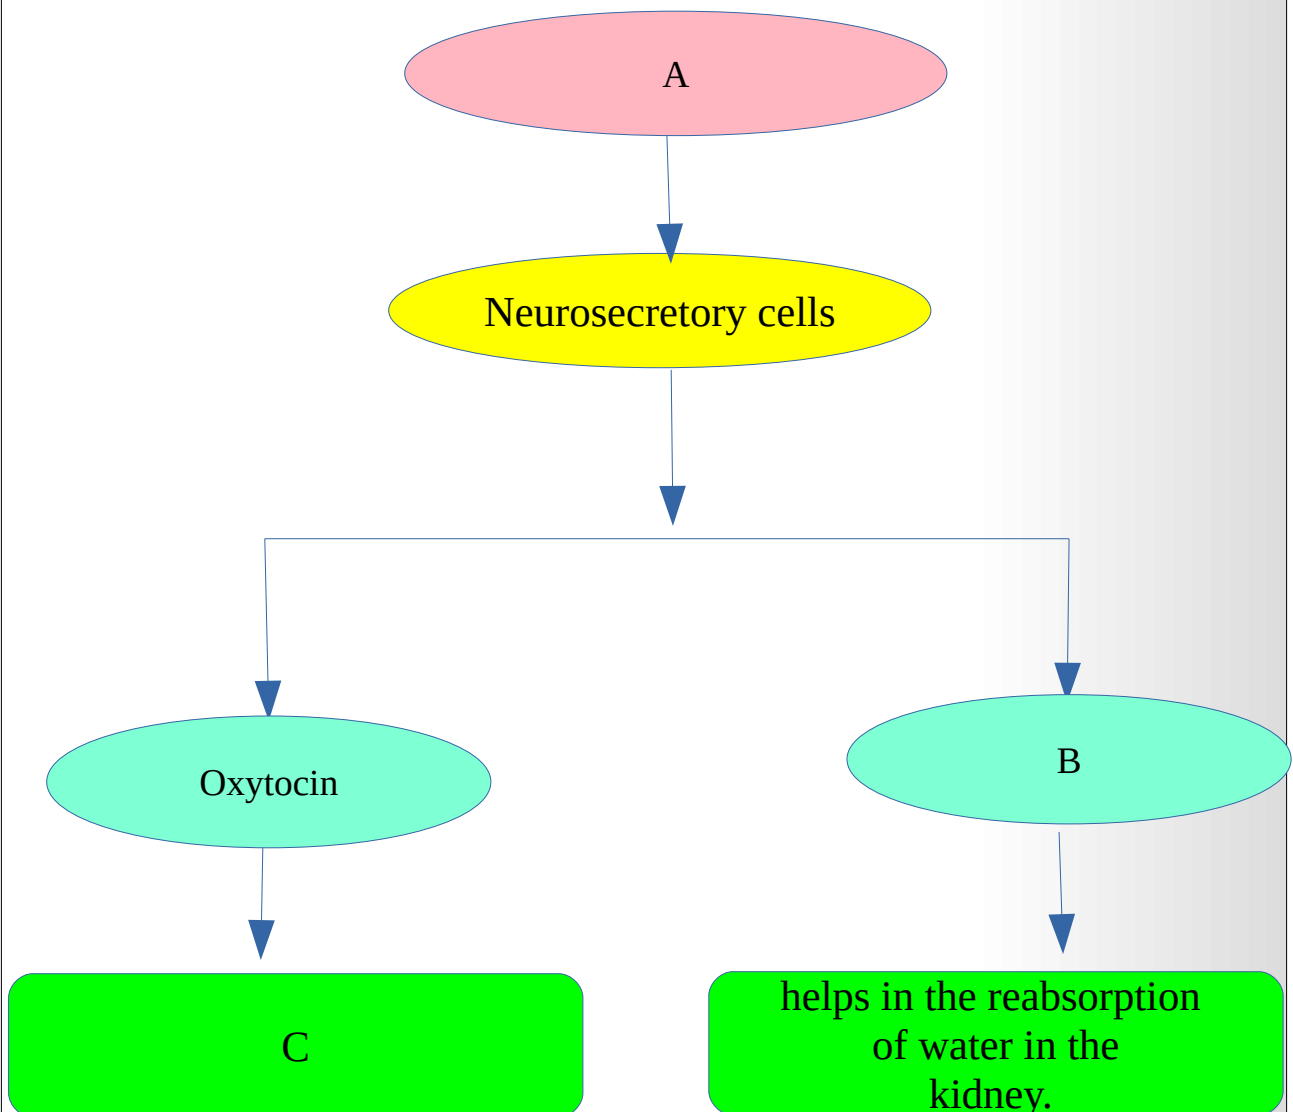 A
Neurosecretory cells
Oxytocin
B
C
helps in the reabsorption
of water in the
kidney.